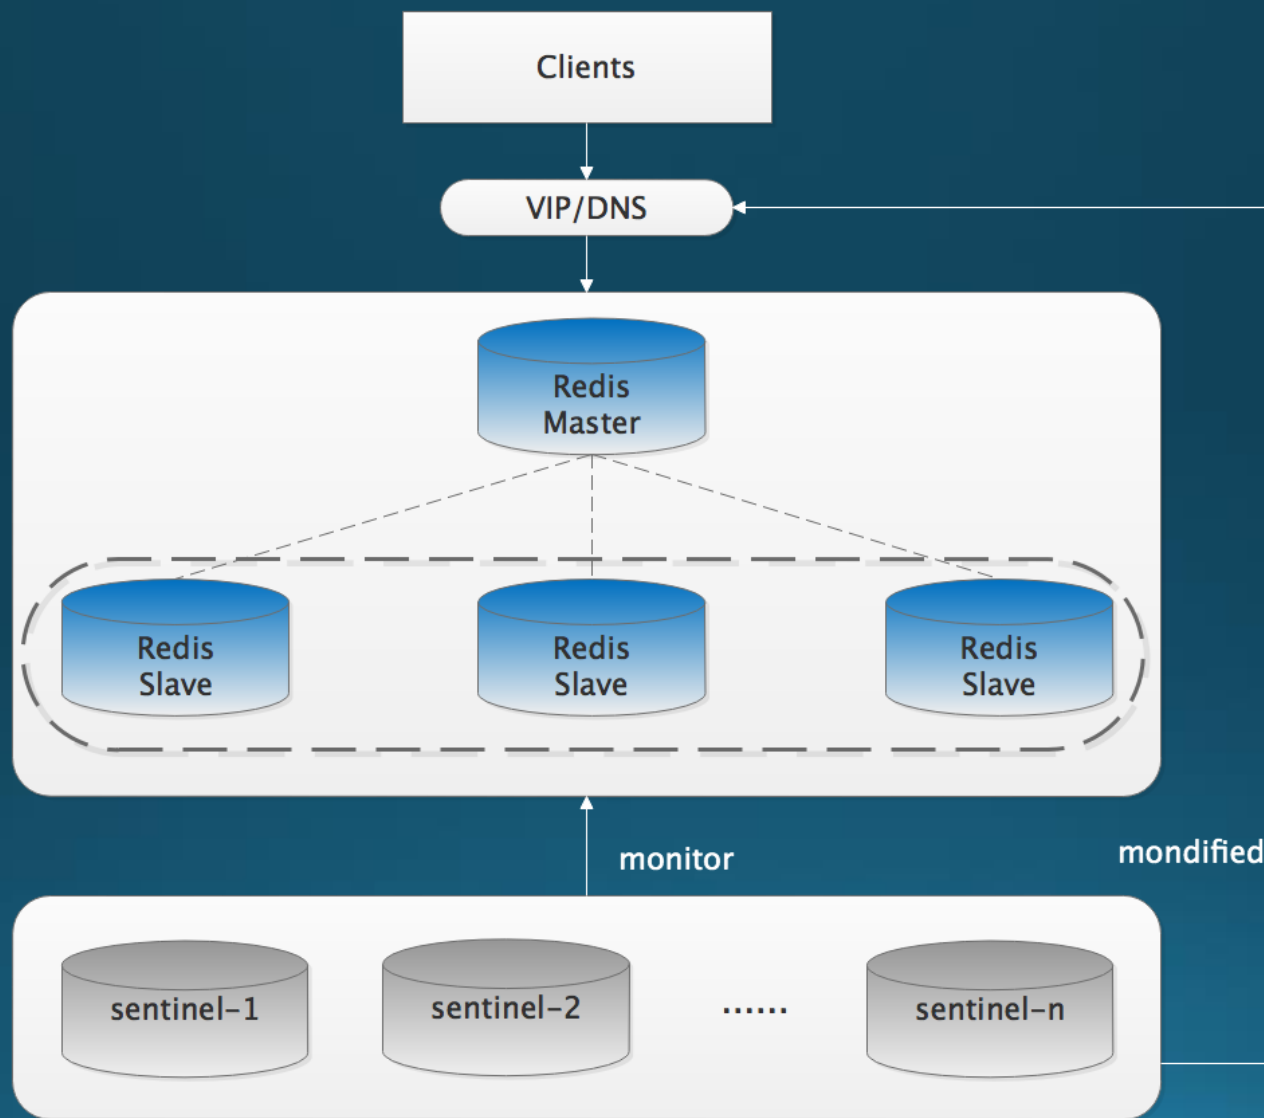 Clients
VIP/DNS
Redis
Master
Redis
Slave
Redis
Slave
Redis
Slave
monitor
mondified
sentinel-1
sentinel-2
......
sentinel-n